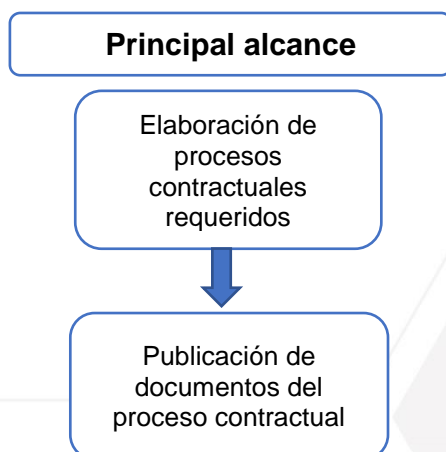 Principal alcance
Elaboración de
procesos
contractuales
requeridos
Publicación de
documentos del
proceso contractual